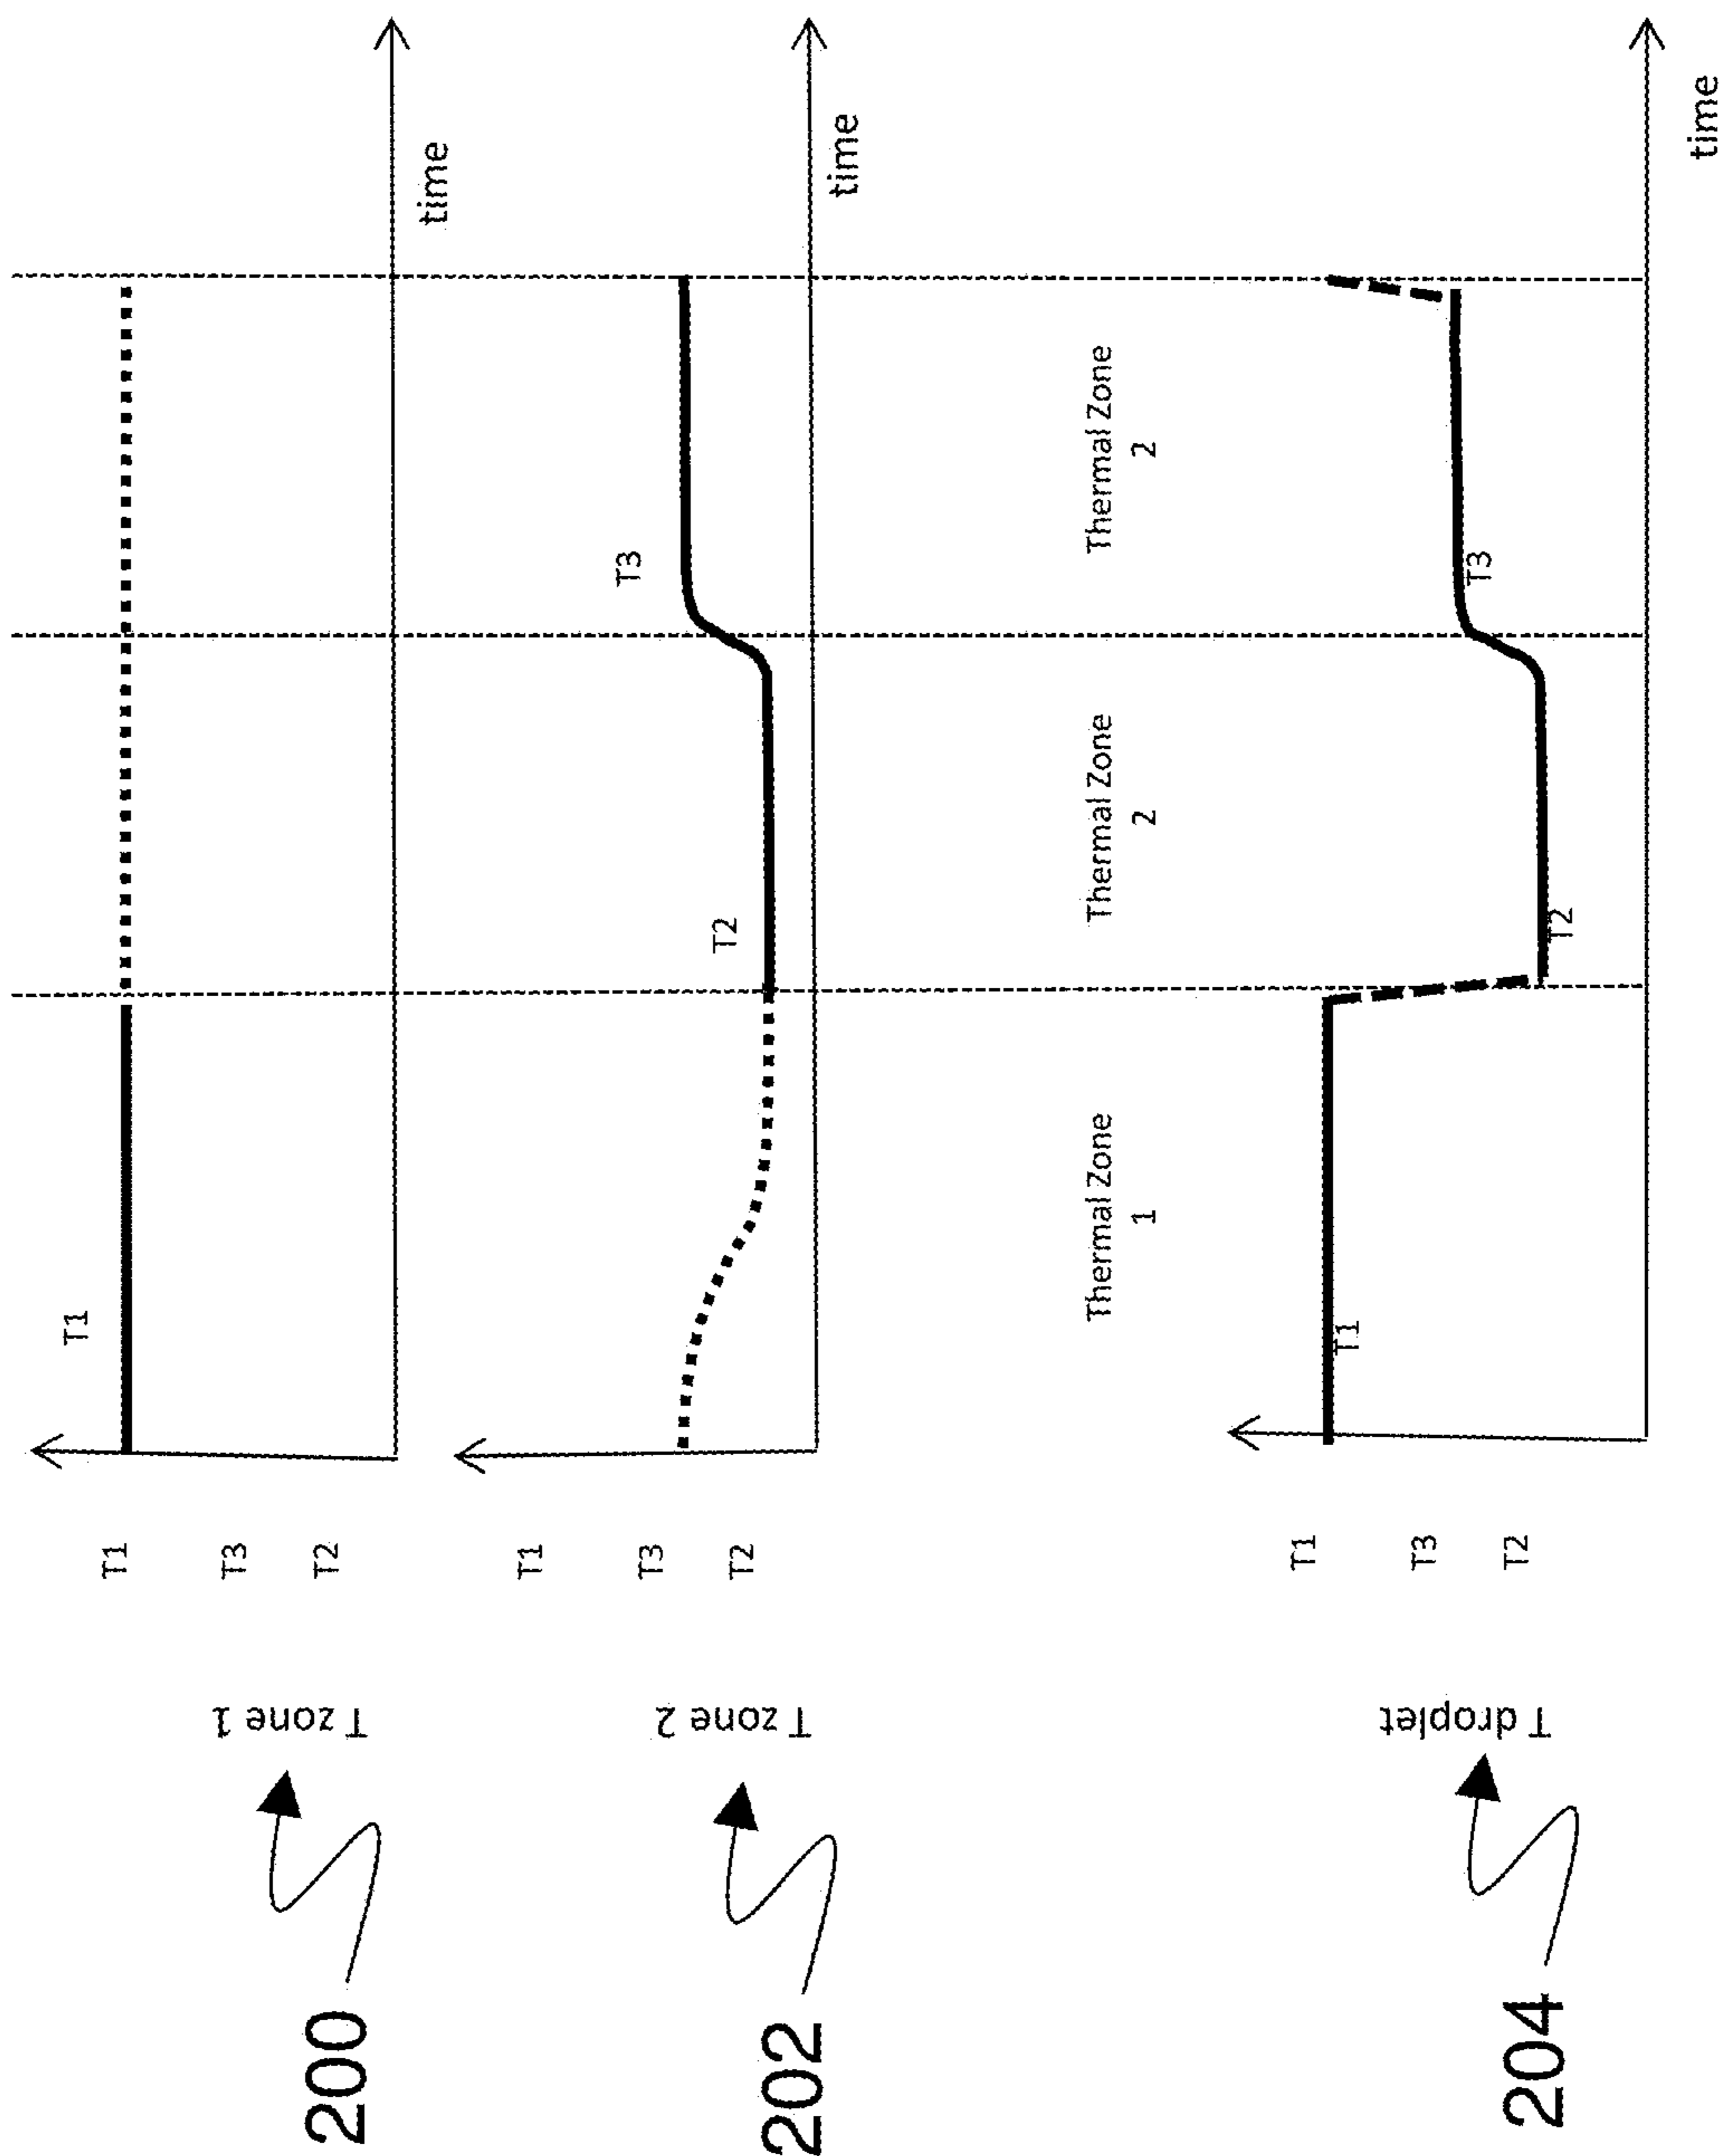 200
T zone 1
T1
T3
T2
T1
time
202
T zone 2
T1
T3
T2
T2
T3
time
Thermal Zone
1
Thermal Zone
2
Thermal Zone
2
204
T droplet
T1
T3
T2
T1
T2
T3
time